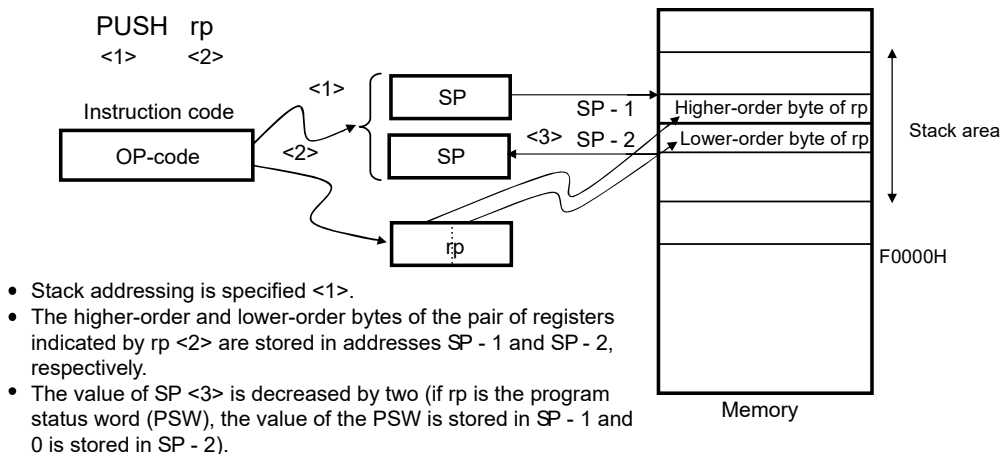 PUSH rp
<1> <2>
Instruction code
OP-code
<1>
<2>
SP
SP
rp
SP - 1
<3> SP - 2
Higher-order byte of rp
Lower-order byte of rp
Stack area
F0000H
Memory
• Stack addressing is specified <1>.
• The higher-order and lower-order bytes of the pair of registers
indicated by rp <2> are stored in addresses SP - 1 and SP - 2,
respectively.
• The value of SP <3> is decreased by two (if rp is the program
status word (PSW), the value of the PSW is stored in SP - 1 and
0 is stored in SP - 2).